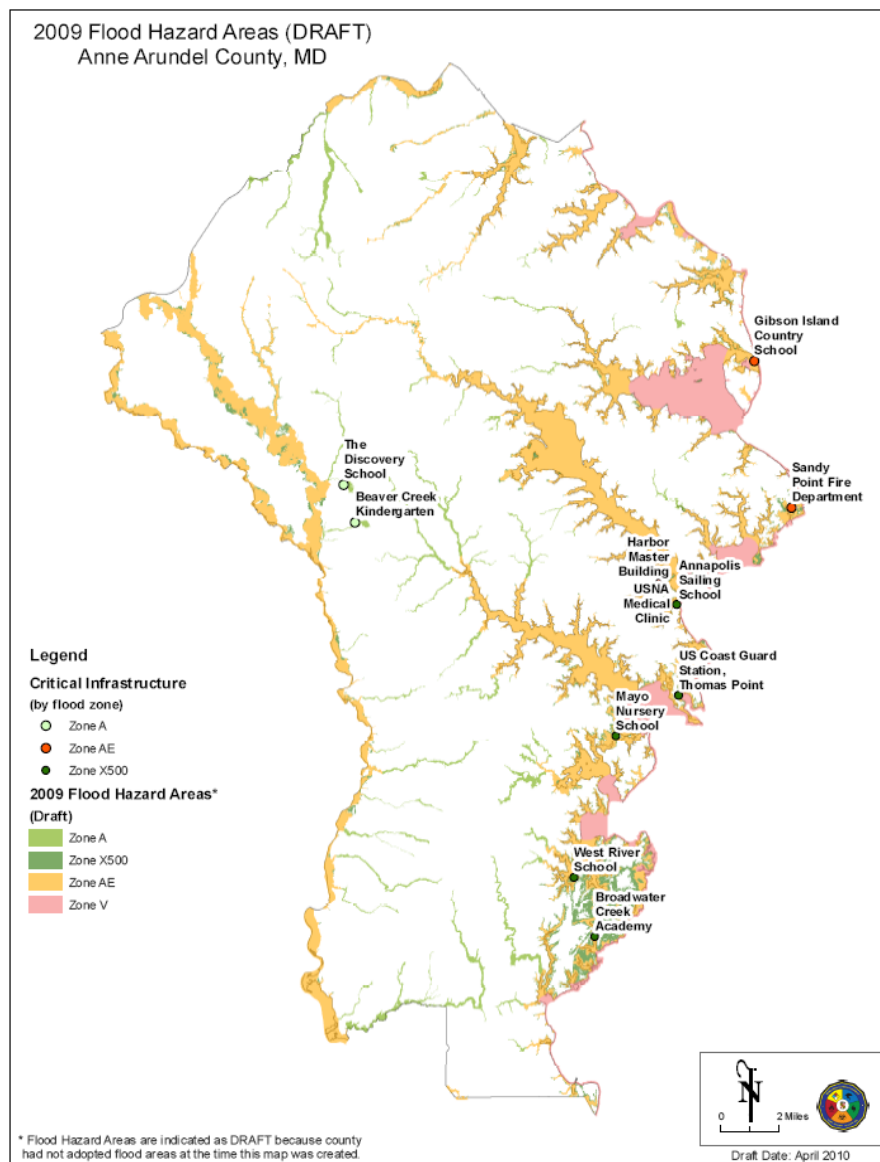 2009 Flood Hazard Areas (DRAFT)
Anne Arundel County, MD
Gibson Island
Country
School
The
Discovery
School
Beaver Creek
Kindergarten
Sandy
Point Fire
Department
Harbor
Master
Building
USNA
Medical
Clinic
Annapolis
Sailing
School
US Coast Guard
Station,
Thomas Point
Mayo
Nursery
School
West River
School
Broadwater
Creek
Academy
Legend
Critical Infrastructure
(by flood zone)
Zone A
Zone AE
Zone X500
2009 Flood Hazard Areas*
(Draft)
Zone A
Zone X500
Zone AE
Zone V
N
0 2 Miles
* Flood Hazard Areas are indicated as DRAFT because county
had not adopted flood areas at the time this map was created.
Draft Date: April 2010